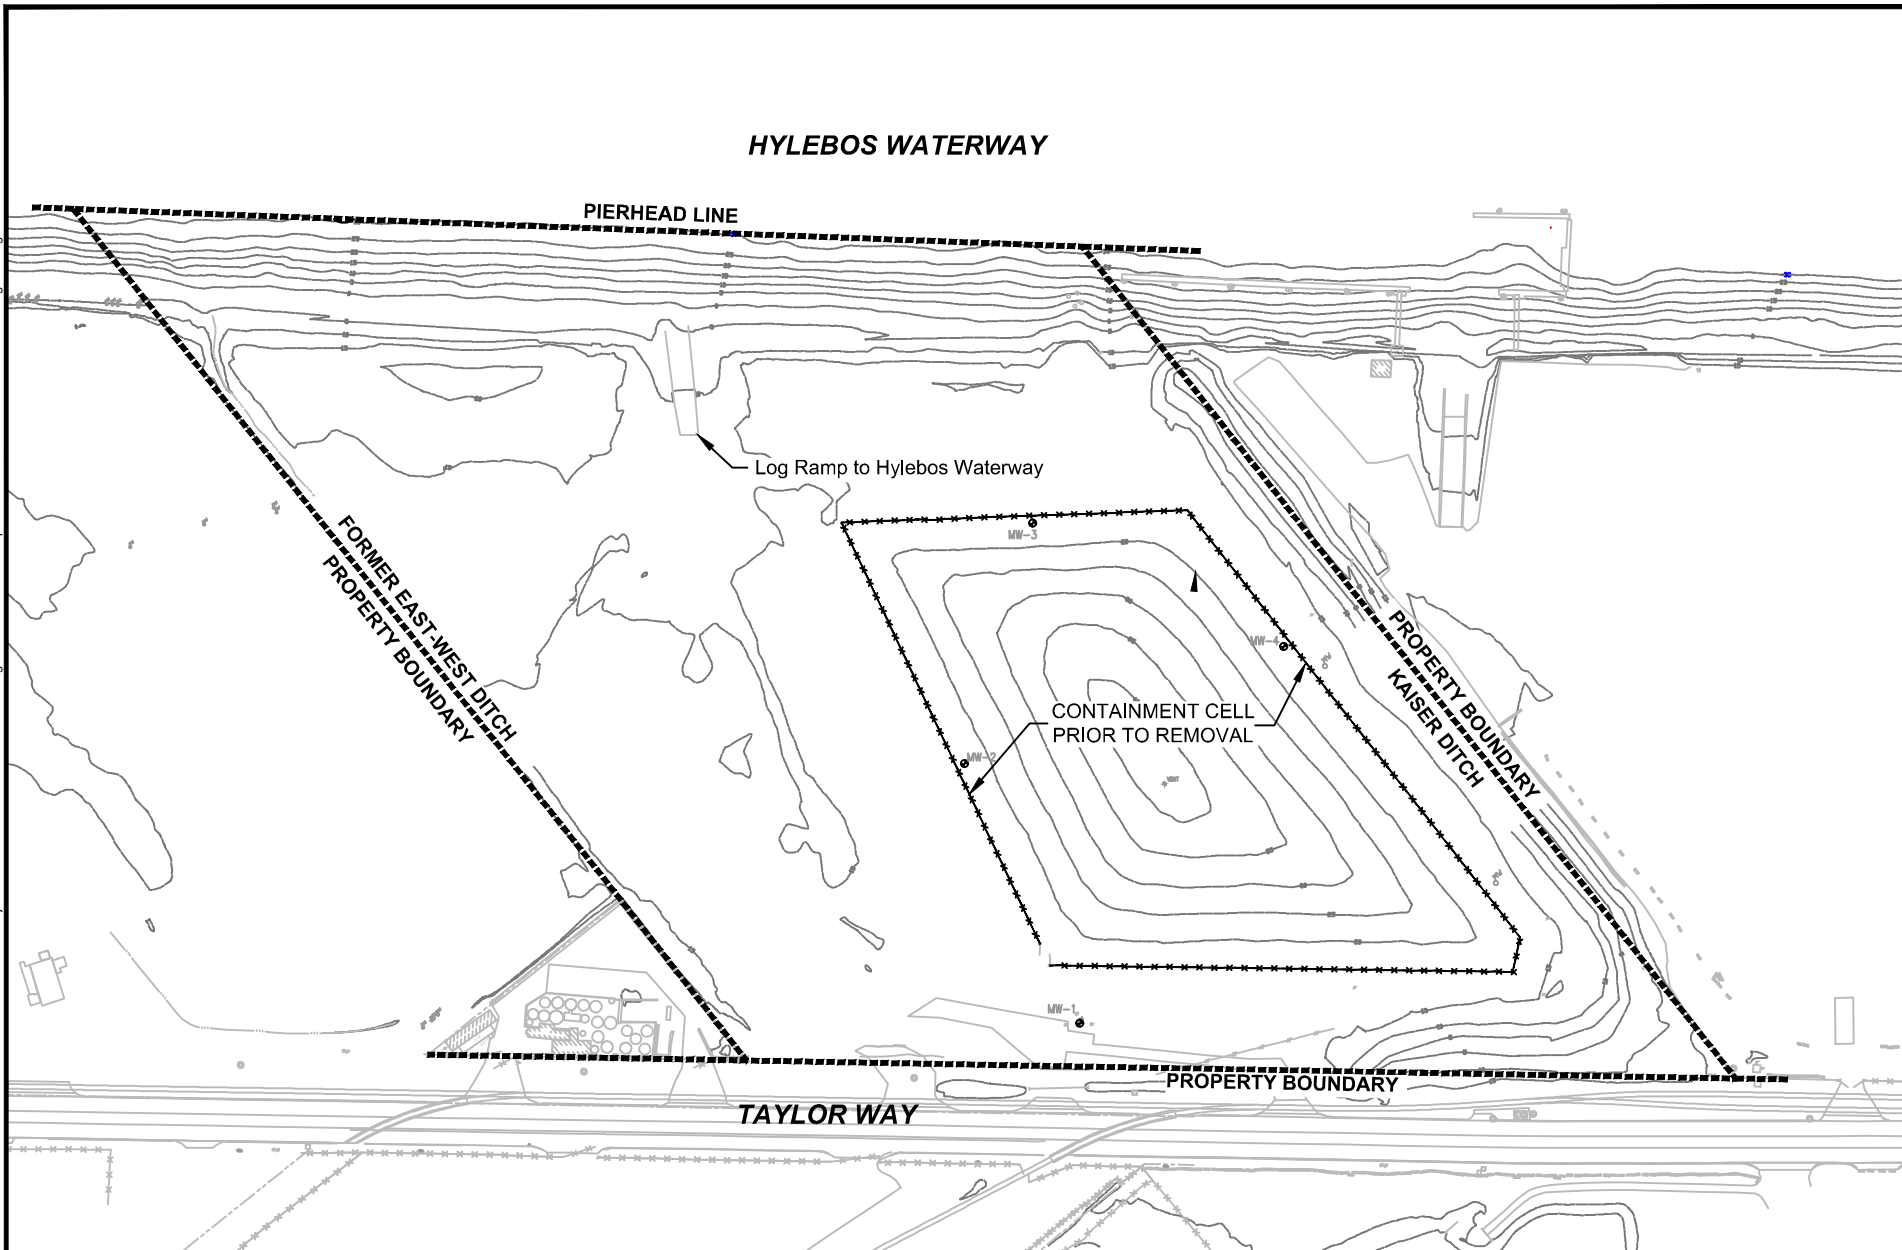 HYLEBOS WATERWAY
PIERHEAD LINE
Log Ramp to Hylebos Waterway
MW-3
FORMER EAST-WEST DITCH
PROPERTY BOUNDARY
MW-4
PROPERTY BOUNDARY
KAISER DITCH
CONTAINMENT CELL
PRIOR TO REMOVAL
MW-2
VENT
MW-1
PROPERTY BOUNDARY
TAYLOR WAY